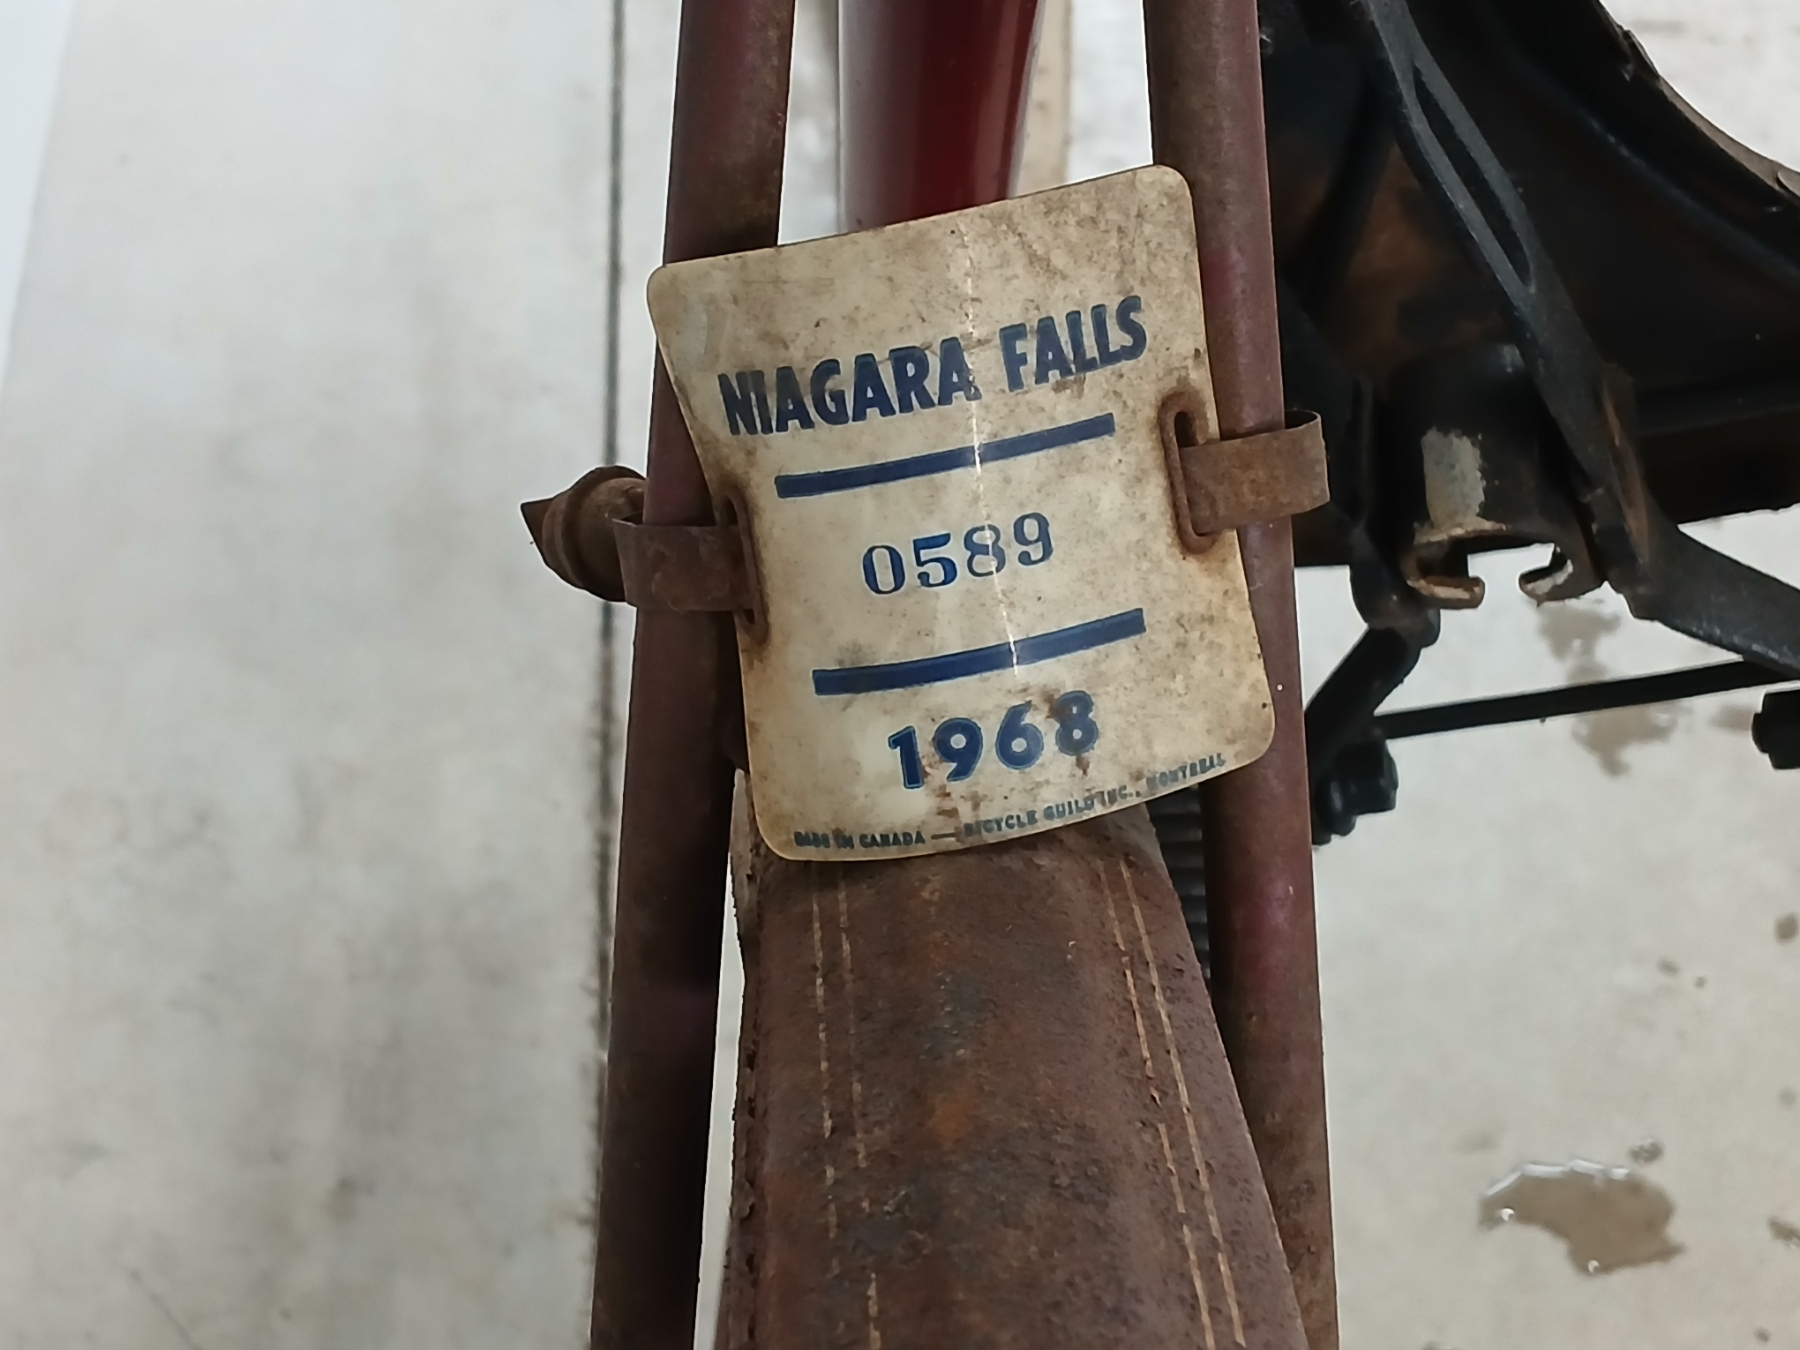 NIAGARA FALLS
0589
1968
MADE IN CANADA — BICYCLE GUILD INC., MONTREAL